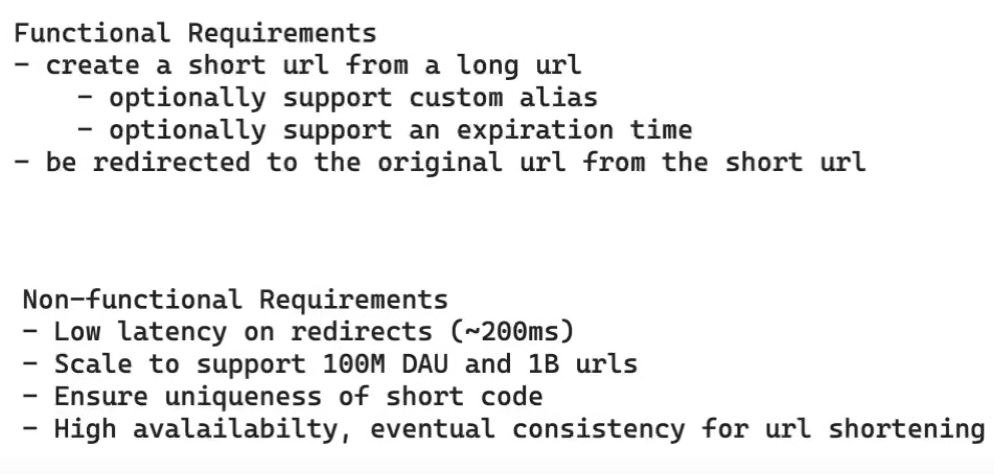 Functional Requirements
- create a short url from a long url
- optionally support custom alias
- optionally support an expiration time
- be redirected to the original url from the short url
Non-functional Requirements
- Low latency on redirects (~200ms)
- Scale to support 100M DAU and 1B urls
- Ensure uniqueness of short code
- High avalailabilty, eventual consistency for url shortening